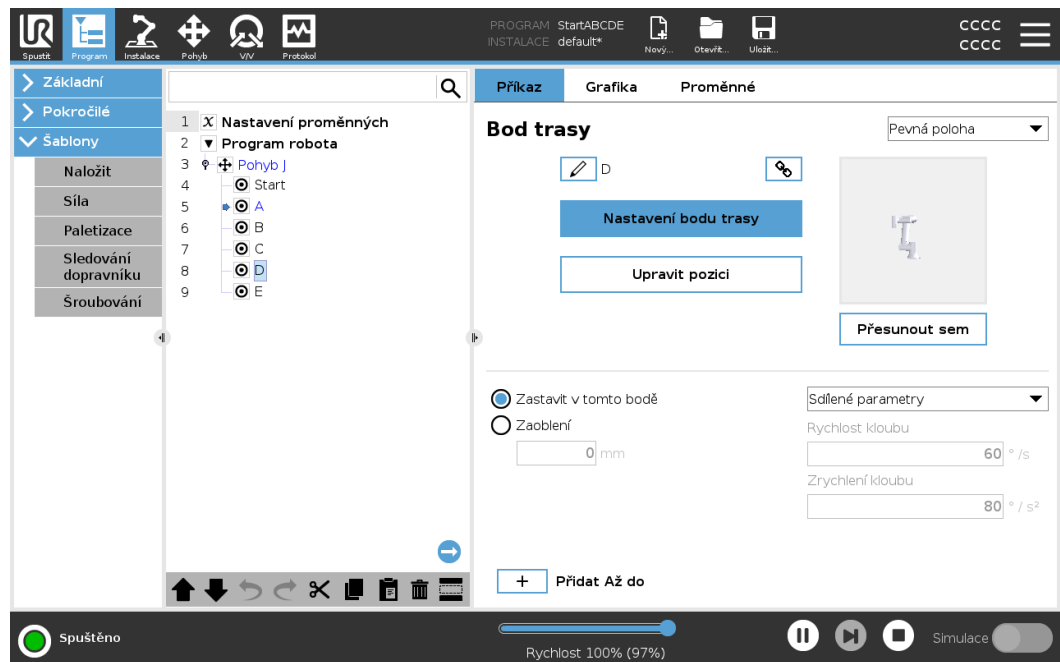 PROGRAM StartABCDE
INSTALACE default*
cccc
cccc
Spustit
Program
Instalace
Pohyb
V/V
Protokol
Nový...
Otevřít...
Uložit...
Základní
Pokročilé
Šablony
Naložit
Síla
Paletizace
Sledování
dopravníku
Šroubování
1 X Nastavení proměnných
2 Program robota
3 Pohyb J
4 Start
5 A
6 B
7 C
8 D
9 E
Příkaz
Grafika
Proměnné
Bod trasy
Pevná poloha
D
Nastavení bodu trasy
Upravit pozici
Přesunout sem
Zastavit v tomto bodě
Zaoblení
0 mm
Sdílené parametry
Rychlost kloubu
60 ° /s
Zrychlení kloubu
80 ° / s²
+ Přidat Až do
Spuštěno
Rychlost 100% (97%)
Simulace